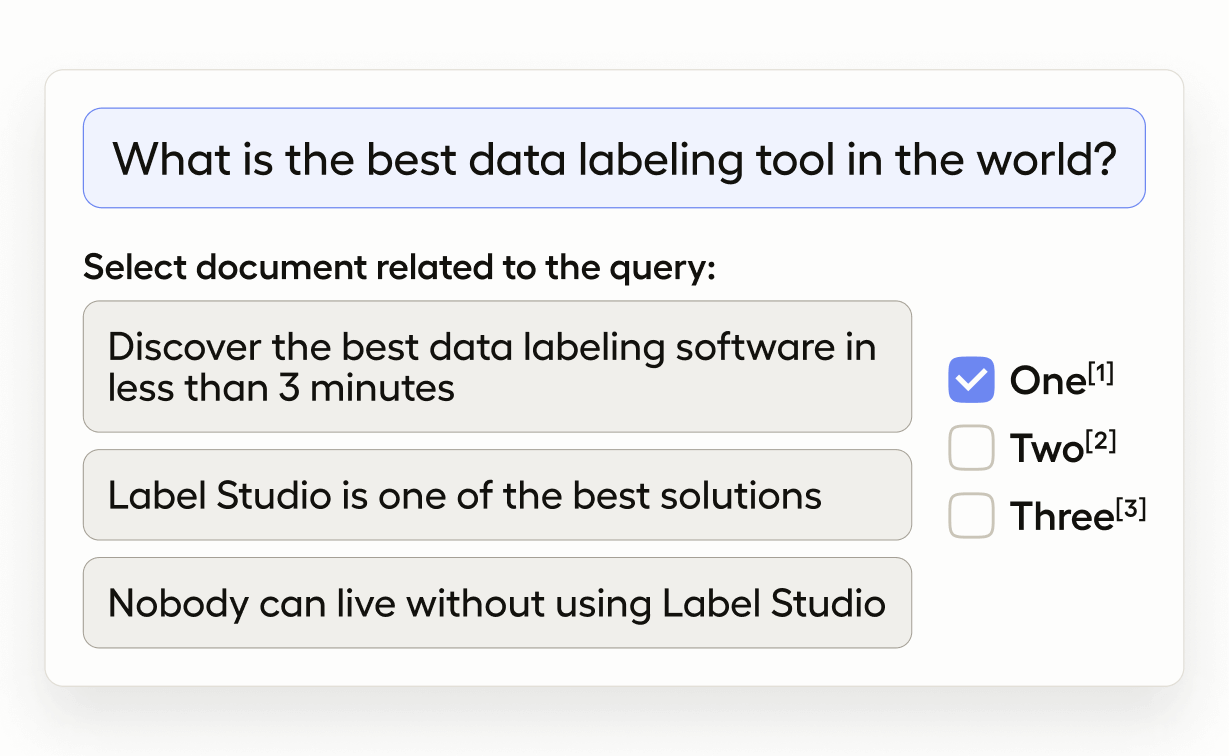 What is the best data labeling tool in the world?
Select document related to the query:
Discover the best data labeling software in
less than 3 minutes
Label Studio is one of the best solutions
Nobody can live without using Label Studio
One[1]
Two[2]
Three[3]